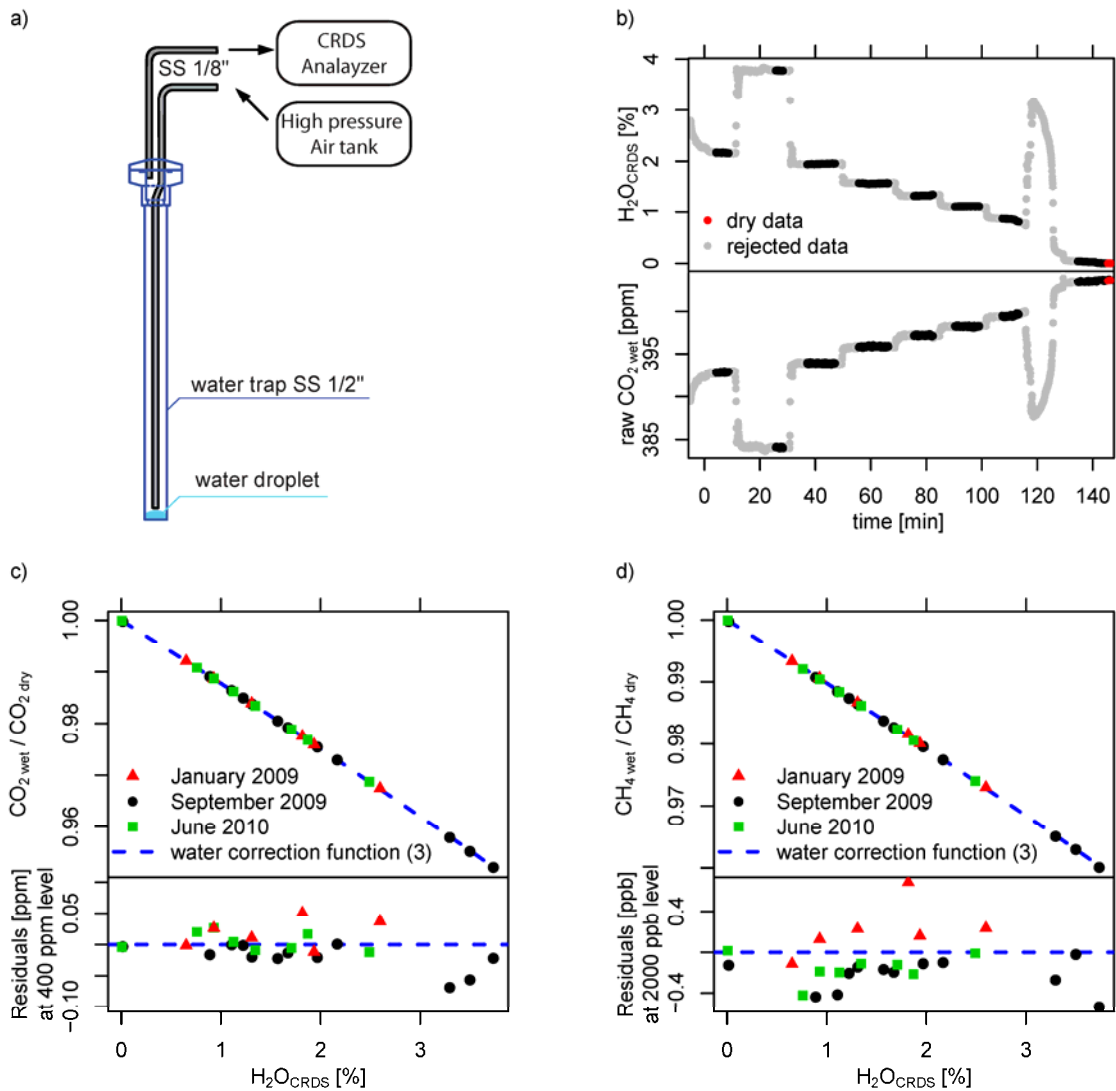 a)
SS 1/8"
CRDS
Analayzer
High pressure
Air tank
water trap SS 1/2"
water droplet
b)
H2OCRDS [%]
4
3
2
1
0
dry data
rejected data
raw CO2 wet [ppm]
395
385
0
20
40
60
80
100
120
140
time [min]
c)
CO2 wet / CO2 dry
1.00
0.98
0.96
January 2009
September 2009
June 2010
water correction function (3)
Residuals [ppm]
at 400 ppm level
0.05
−0.10
0
1
2
3
H2OCRDS [%]
d)
CH4 wet / CH4 dry
1.00
0.99
0.98
0.97
January 2009
September 2009
June 2010
water correction function (3)
Residuals [ppb]
at 2000 ppb level
0.4
−0.4
0
1
2
3
H2OCRDS [%]